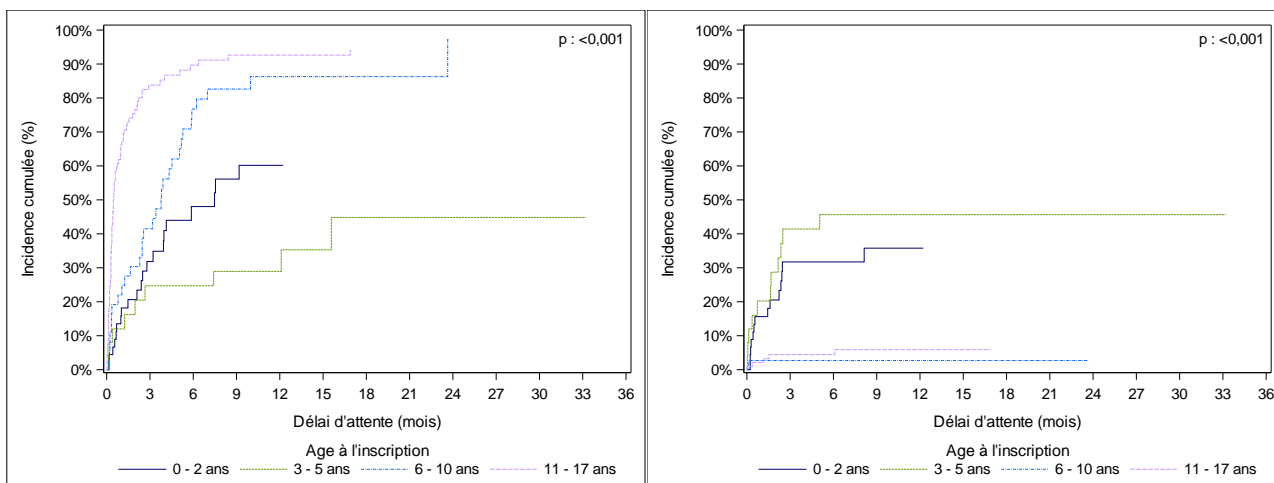 p : <0,001
Incidence cumulée (%)
100%
90%
80%
70%
60%
50%
40%
30%
20%
10%
0%
0 3 6 9 12 15 18 21 24 27 30 33 36
Délai d'attente (mois)
Age à l'inscription
0 - 2 ans 3 - 5 ans 6 - 10 ans 11 - 17 ans
p : <0,001
Incidence cumulée (%)
100%
90%
80%
70%
60%
50%
40%
30%
20%
10%
0%
0 3 6 9 12 15 18 21 24 27 30 33 36
Délai d'attente (mois)
Age à l'inscription
0 - 2 ans 3 - 5 ans 6 - 10 ans 11 - 17 ans